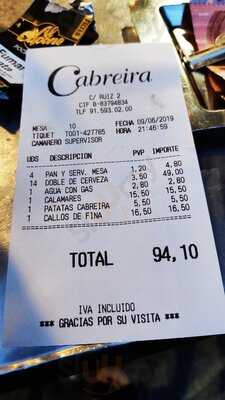 Cabreira
C/ RUIZ 2
CIF B-83794834
TLF 91.593.02.00
MESA 10 FECHA 09/06/2019
TIQUET T001-427785 HORA 21:46:59
CAMARERO SUPERVISOR
UDS DESCRIPCION PVP IMPORTE
4 PAN Y SERV. MESA 1,20 4,80
14 DOBLE DE CERVEZA 3,50 49,00
1 AGUA CON GAS 2,80 2,80
1 CALAMARES 15,50 15,50
1 PATATAS CABREIRA 5,50 5,50
1 CALLOS DE FINA 16,50 16,50
TOTAL 94,10
IVA INCLUIDO
*** GRACIAS POR SU VISITA ***